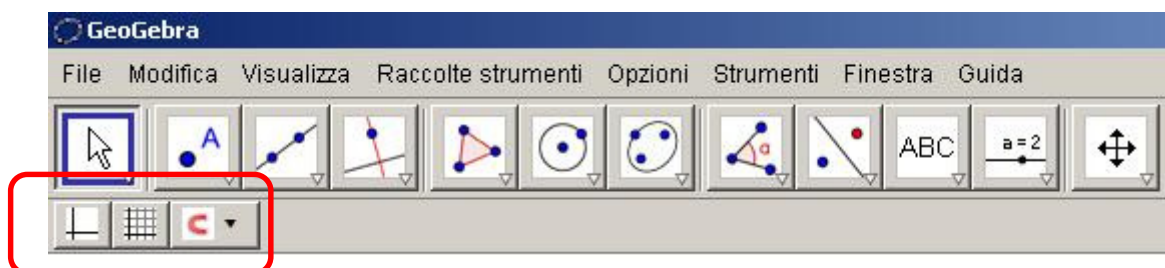 GeoGebra
File Modifica Visualizza Raccolte strumenti Opzioni Strumenti Finestra Guida
A α ABC a=2